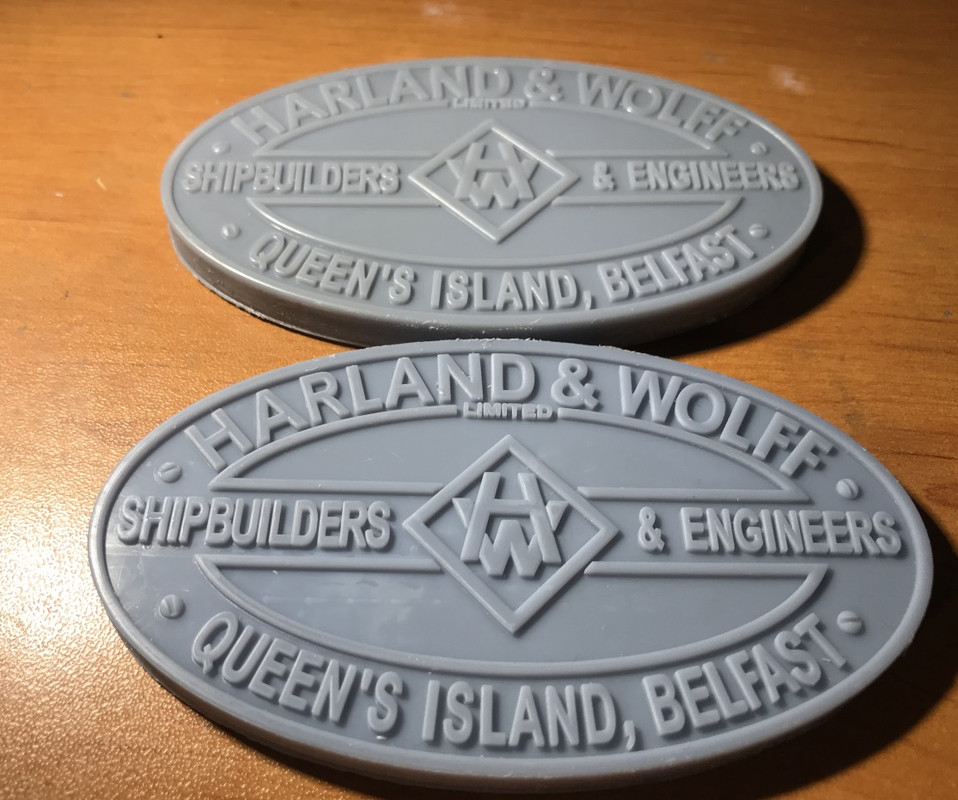 HARLAND & WOLFF
LIMITED
SHIPBUILDERS HW & ENGINEERS
QUEEN'S ISLAND, BELFAST
HARLAND & WOLFF
LIMITED
SHIPBUILDERS HW & ENGINEERS
QUEEN'S ISLAND, BELFAST